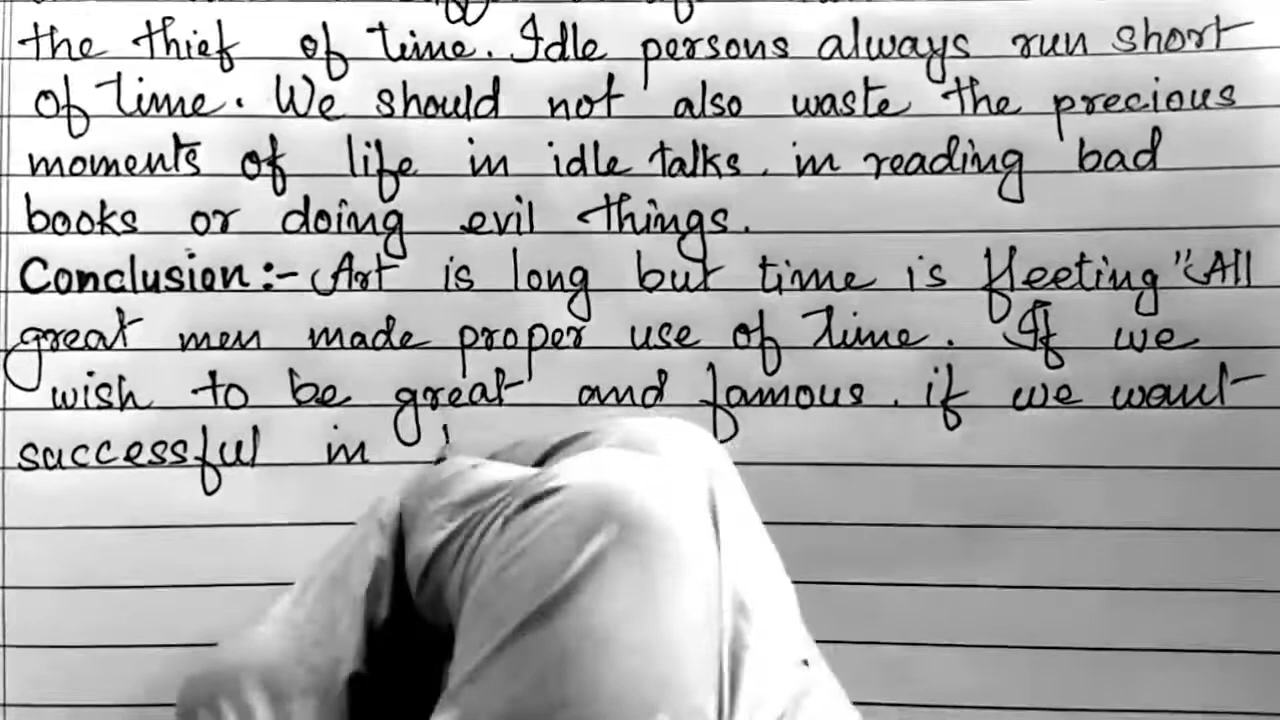 the thief of time. Idle persons always run short
of time. We should not also waste the precious
moments of life in idle talks, in reading bad
books or doing evil things.
Conclusion:- Art is long but time is fleeting "All
great men made proper use of time. If we
wish to be great and famous, if we want
successful in